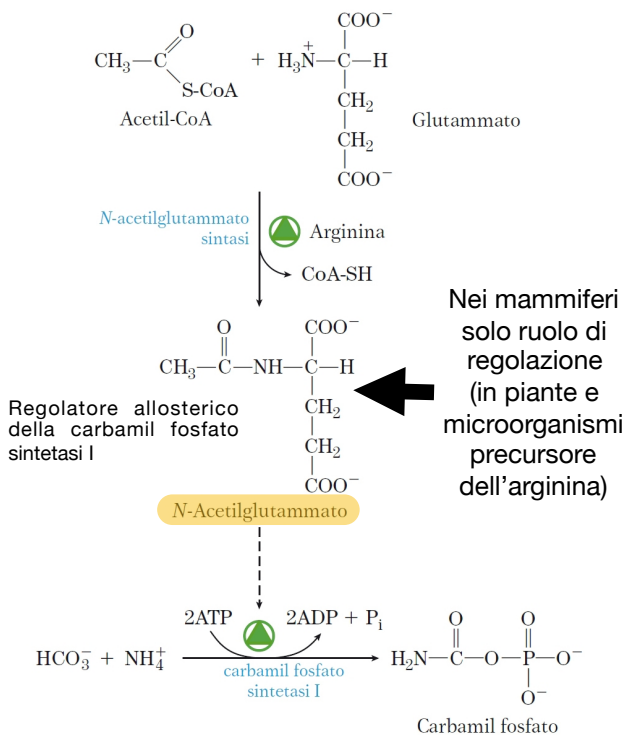 COO⁻
O
CH₃—C
S-CoA
Acetil-CoA
+
H₃N⁺—C—H
CH₂
CH₂
COO⁻
Glutammato
N-acetilglutammato
sintasi
Arginina
CoA-SH
O
CH₃—C—NH—C—H
COO⁻
CH₂
CH₂
COO⁻
Nei mammiferi
solo ruolo di
regolazione
(in piante e
microorganismi
precursore
dell'arginina)
Regolatore allosterico
della carbamil fosfato
sintetasi I
N-Acetilglutammato
2ATP
2ADP + Pᵢ
HCO₃⁻ + NH₄⁺
carbamil fosfato
sintetasi I
O O
H₂N—C—O—P—O⁻
O⁻
Carbamil fosfato